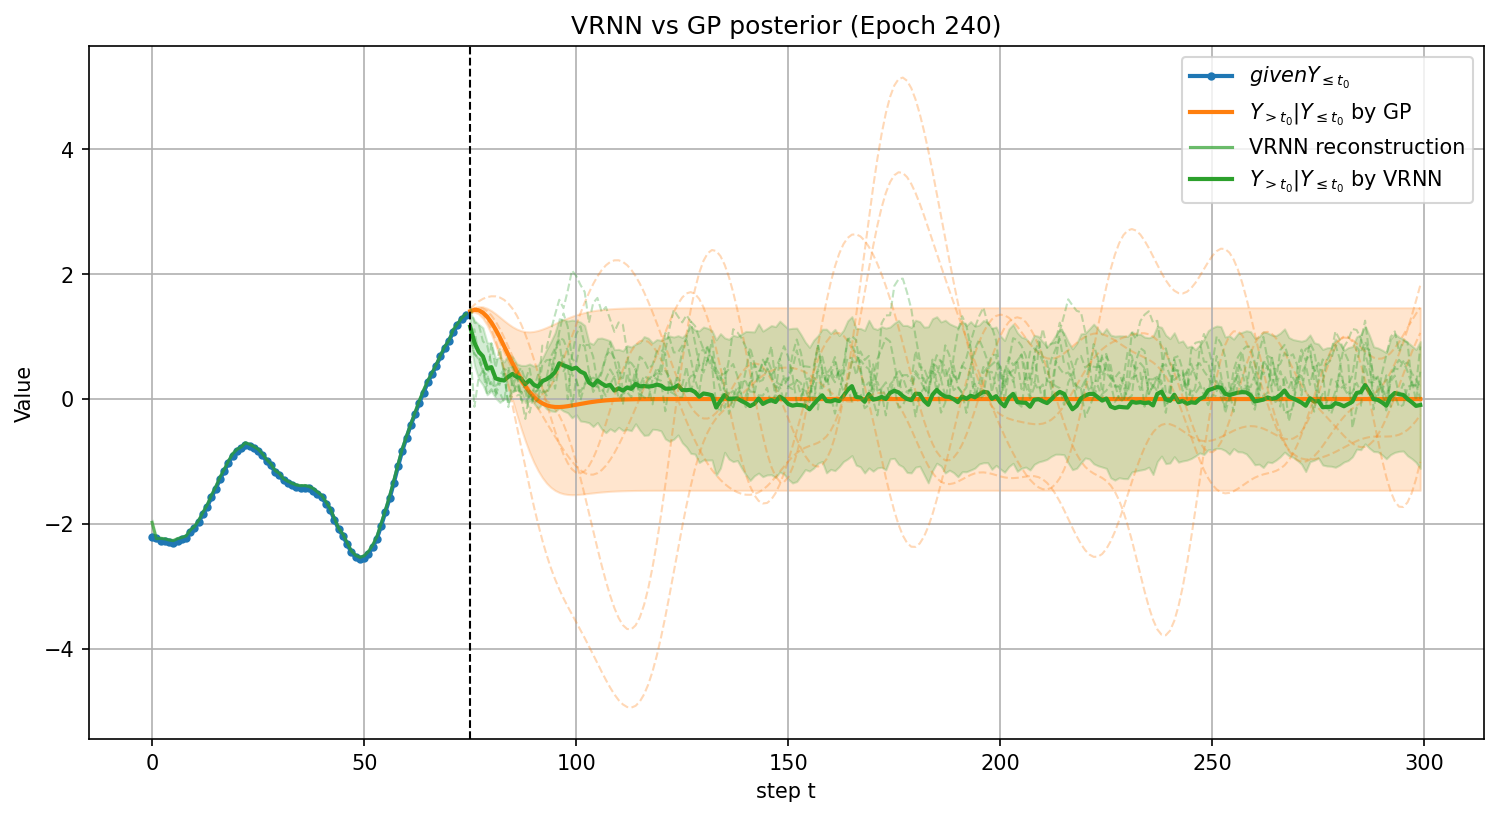 VRNN vs GP posterior (Epoch 240)
givenY≤t₀
Y>t₀|Y≤t₀ by GP
VRNN reconstruction
Y>t₀|Y≤t₀ by VRNN
Value
4
2
0
−2
−4
0 50 100 150 200 250 300
step t